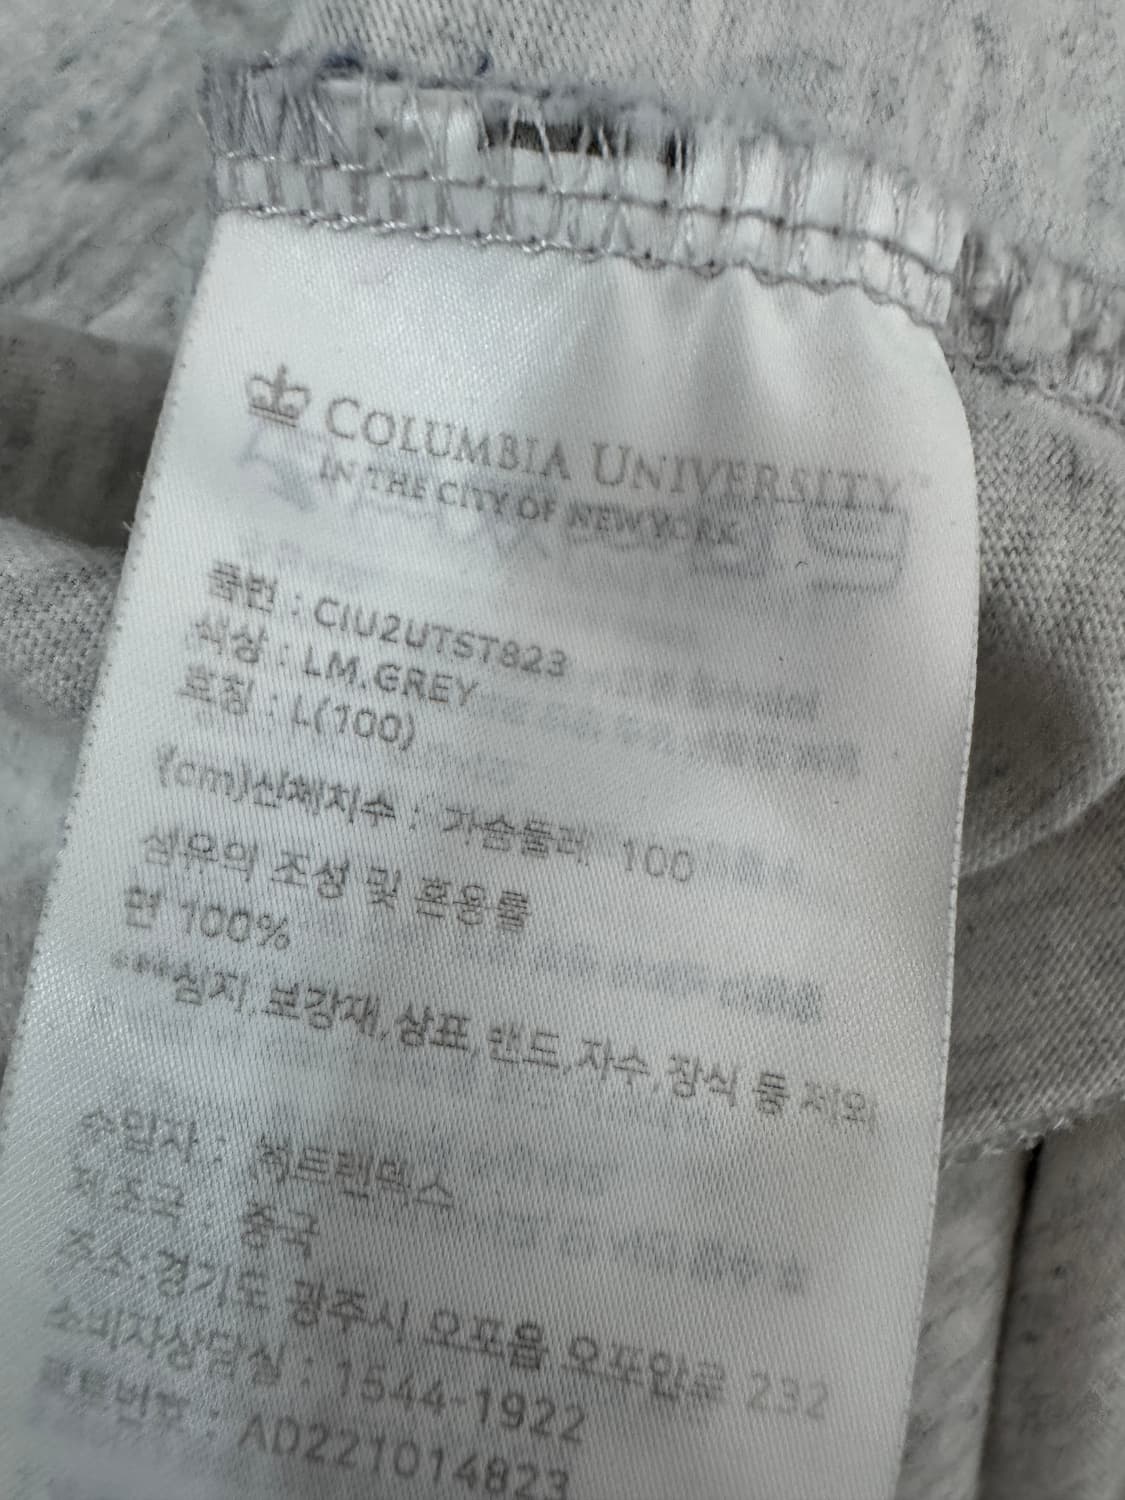 COLUMBIA UNIVERSITY™
IN THE CITY OF NEW YORK
품번 : CIU2UTST823
색상 : LM.GREY
호칭 : L(100)
(cm)신체치수 : 가슴둘레 100
섬유의 조성 및 혼용률
면 100%
***심지,보강재,상표,밴드,자수,장식 등 제외
수입자 :
제조국 : 중국
주소:경기도 광주시 오포읍 오포안로 232
소비자상담실 : 1544-1922
: AD221014823